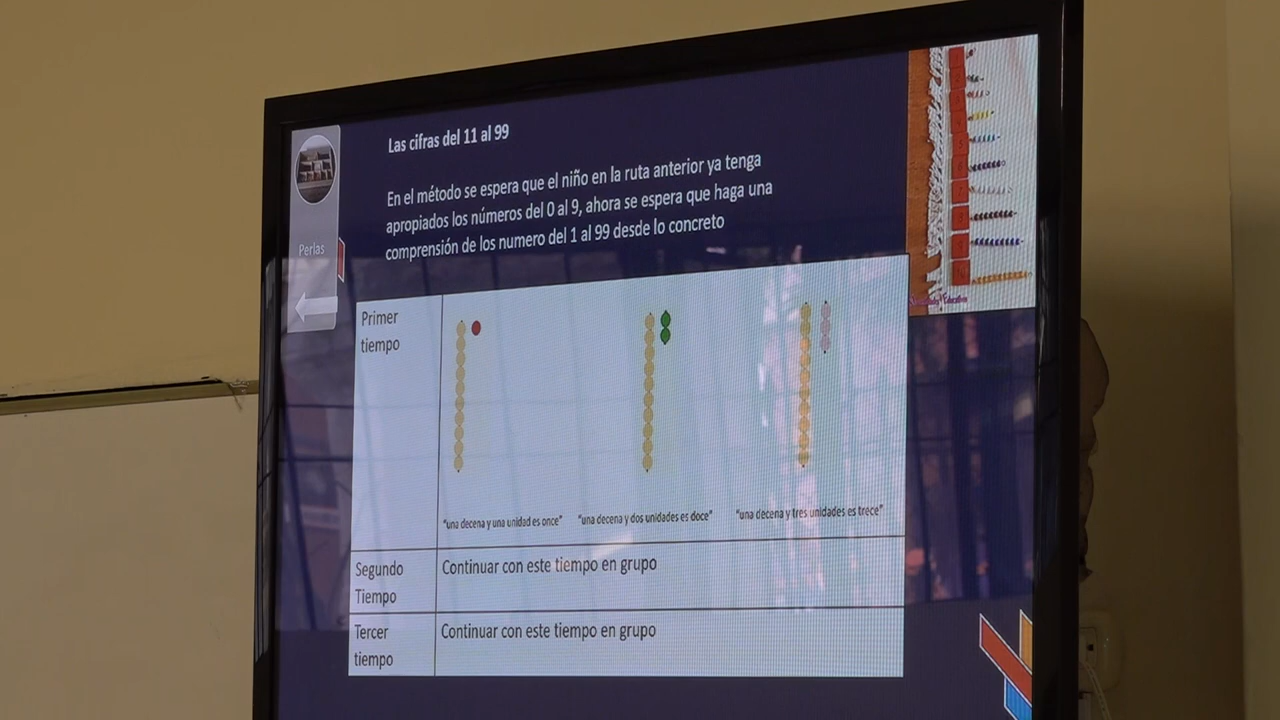 Las cifras del 11 al 99
En el método se espera que el niño en la ruta anterior ya tenga
apropiados los números del 0 al 9, ahora se espera que haga una
comprensión de los numero del 1 al 99 desde lo concreto
Perlas
Primer
tiempo
"una decena y una unidad es once" "una decena y dos unidades es doce" "una decena y tres unidades es trece"
Segundo
Tiempo
Continuar con este tiempo en grupo
Tercer
tiempo
Continuar con este tiempo en grupo